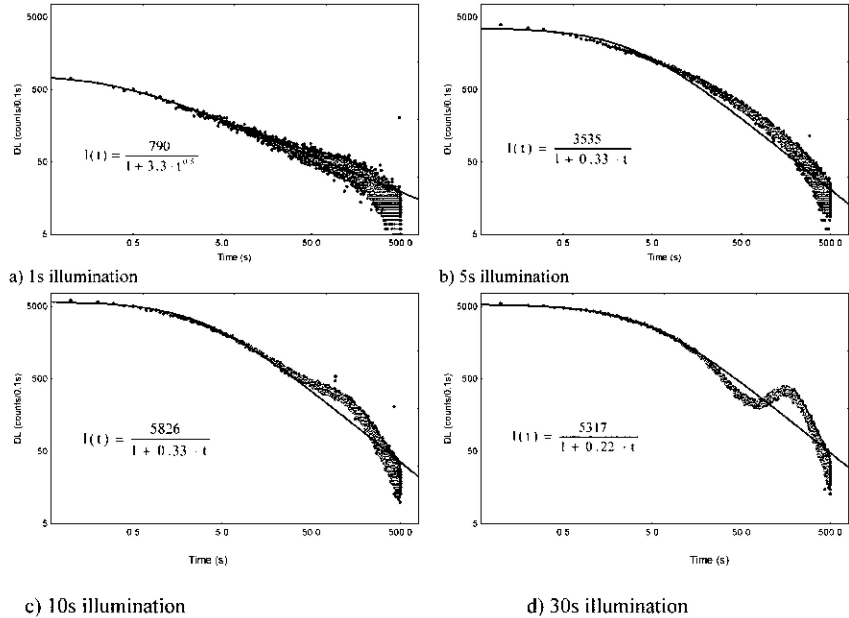 5000
500
50
5
DL (counts/0.1s)
I(t) = 790 / 1 + 3.3 · t^0.8
0.5 5.0 50.0 500.0
Time (s)
a) 1s illumination
5000
500
50
5
DL (counts/0.1s)
I(t) = 3535 / 1 + 0.33 · t
0.5 5.0 50.0 500.0
Time (s)
b) 5s illumination
5000
500
50
5
DL (counts/0.1s)
I(t) = 5826 / 1 + 0.33 · t
0.5 5.0 50.0 500.0
Time (s)
c) 10s illumination
5000
500
50
5
DL (counts/0.1s)
I(t) = 5317 / 1 + 0.22 · t
0.5 5.0 50.0 500.0
Time (s)
d) 30s illumination